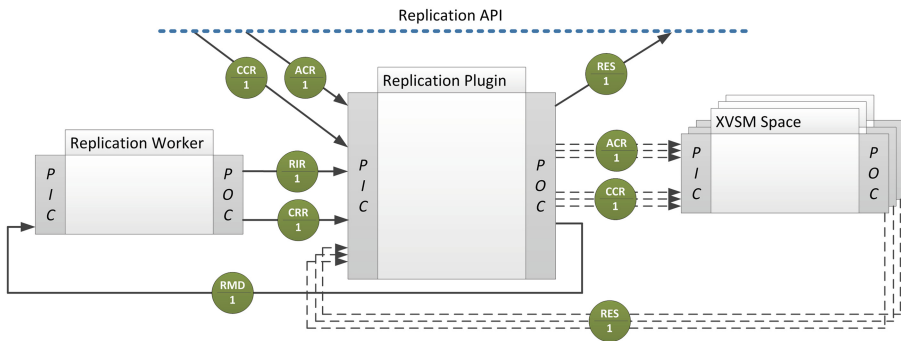 Replication API
CCR
1
ACR
1
RES
1
Replication Plugin
XVSM Space
Replication Worker
P
I
C
P
O
C
RIR
1
CRR
1
P
I
C
P
O
C
ACR
1
CCR
1
P
I
C
P
O
C
RMD
1
RES
1